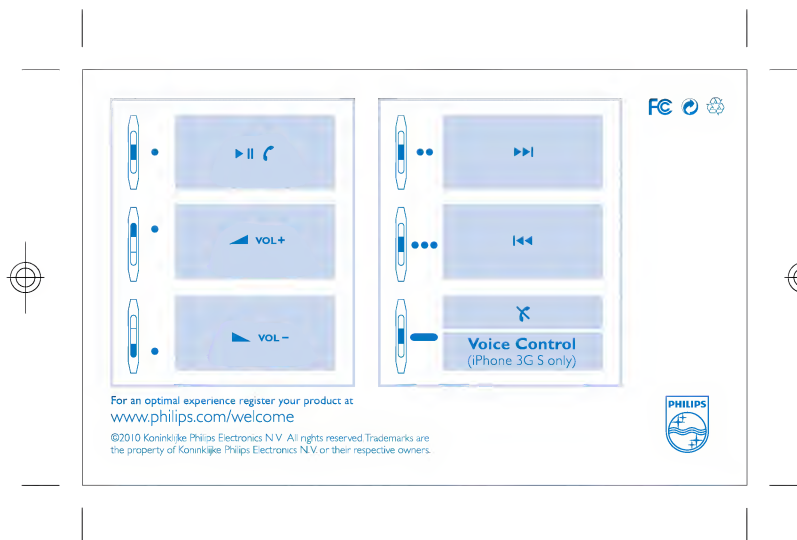 FC
VOL+
VOL–
Voice Control
(iPhone 3G S only)
For an optimal experience register your product at
www.philips.com/welcome
PHILIPS
©2010 Koninklijke Philips Electronics N.V. All rights reserved. Trademarks are
the property of Koninklijke Philips Electronics N.V. or their respective owners.